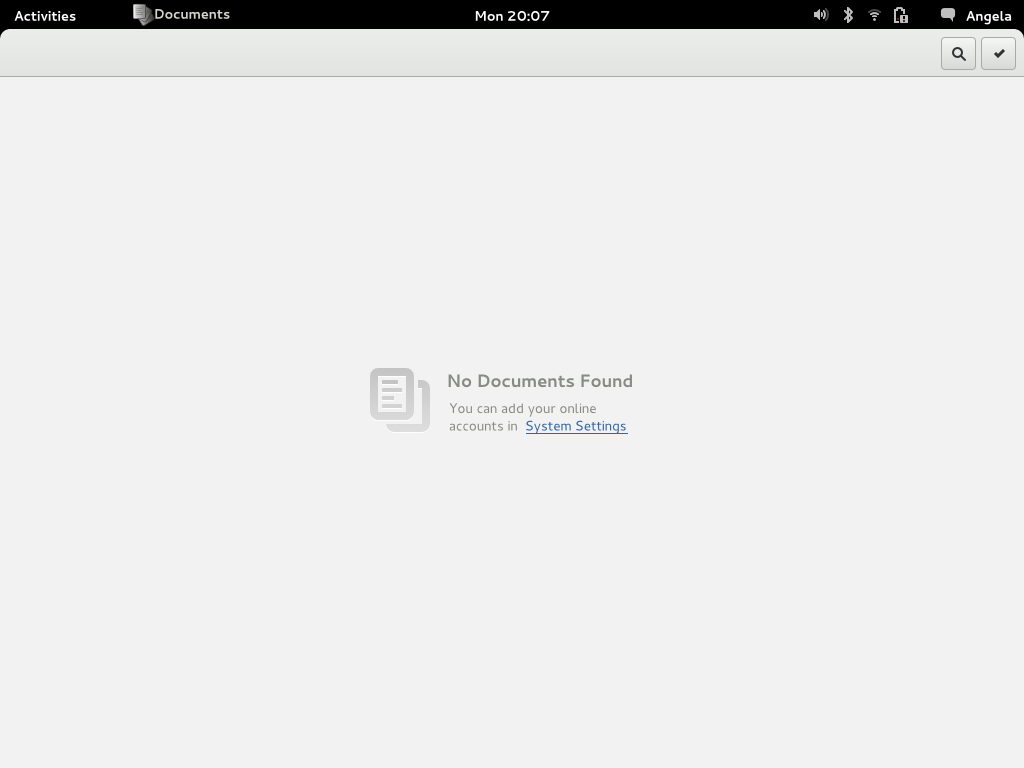 Activities Documents Mon 20:07 Angela
No Documents Found
You can add your online
accounts in System Settings